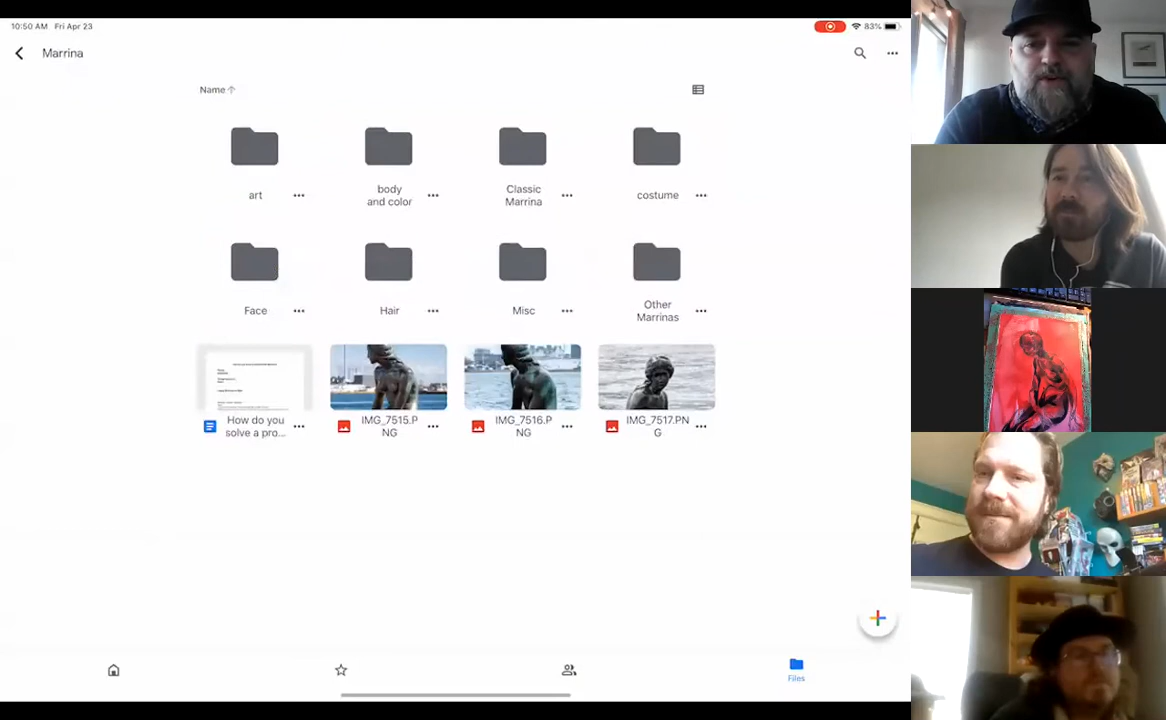 10:50 AM Fri Apr 23
83%
Marrina
Name
art
body
and color
Classic
Marrina
costume
Face
Hair
Misc
Other
Marrinas
How do you
solve a pro...
IMG_7515.P
NG
IMG_7516.P
NG
IMG_7517.PN
G
Files